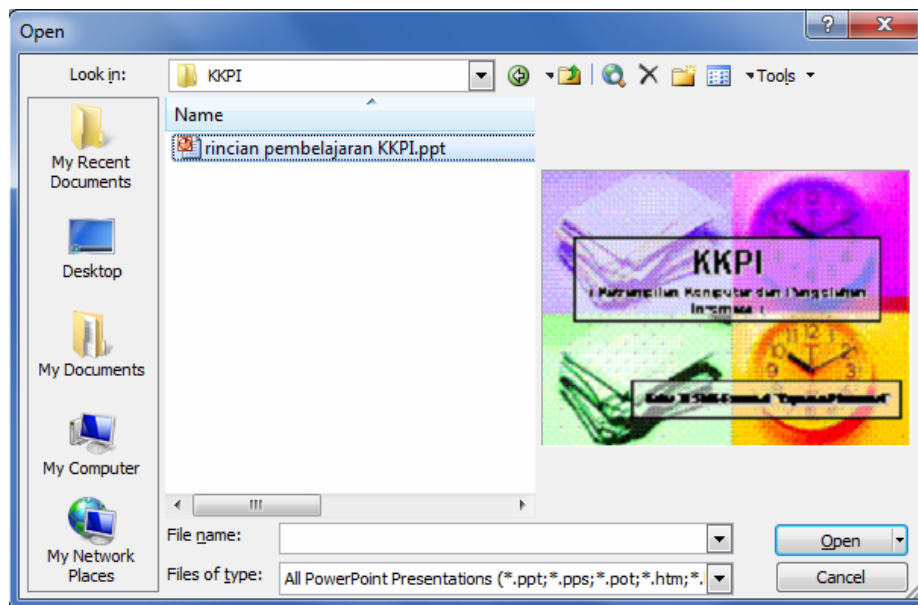 Open
Look in:
KKPI
Tools
Name
rincian pembelajaran KKPI.ppt
My Recent
Documents
Desktop
My Documents
My Computer
My Network
Places
KKPI
File name:
Open
Files of type:
All PowerPoint Presentations (*.ppt;*.pps;*.pot;*.htm;*.
Cancel